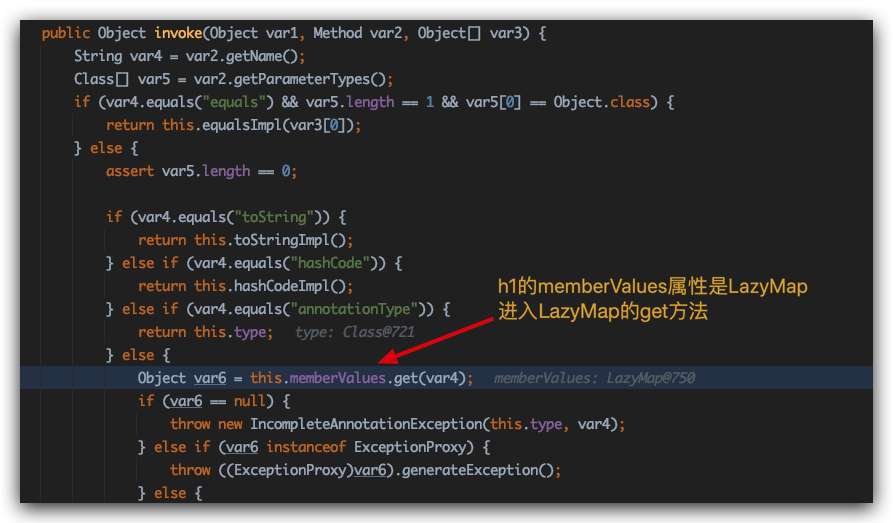 public Object invoke(Object var1, Method var2, Object[] var3) {
String var4 = var2.getName();
Class[] var5 = var2.getParameterTypes();
if (var4.equals("equals") && var5.length == 1 && var5[0] == Object.class) {
return this.equalsImpl(var3[0]);
} else {
assert var5.length == 0;
if (var4.equals("toString")) {
return this.toStringImpl();
} else if (var4.equals("hashCode")) {
return this.hashCodeImpl();
} else if (var4.equals("annotationType")) {
return this.type; type: Class@721
} else {
h1的memberValues属性是LazyMap
进入LazyMap的get方法
Object var6 = this.memberValues.get(var4); memberValues: LazyMap@750
if (var6 == null) {
throw new IncompleteAnnotationException(this.type, var4);
} else if (var6 instanceof ExceptionProxy) {
throw ((ExceptionProxy)var6).generateException();
} else {